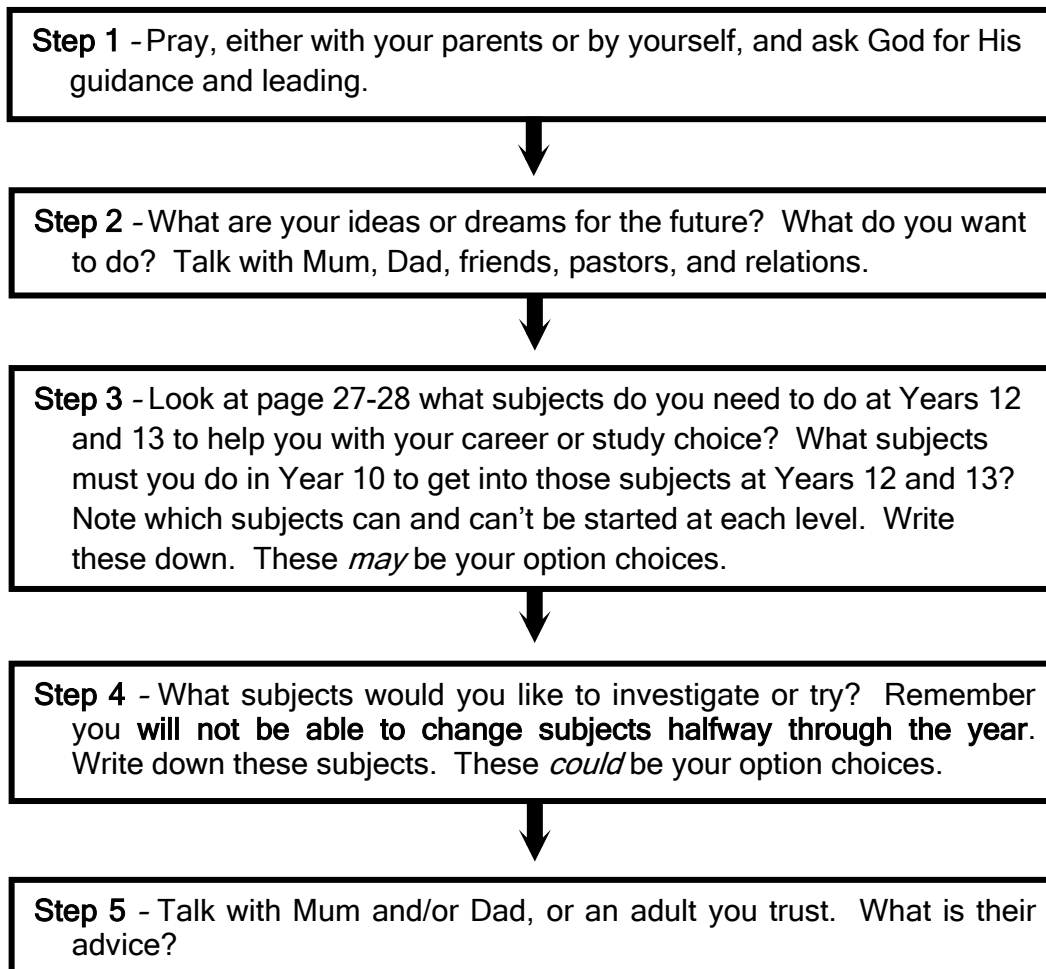 Step 1 - Pray, either with your parents or by yourself, and ask God for His
guidance and leading.
Step 2 - What are your ideas or dreams for the future? What do you want
to do? Talk with Mum, Dad, friends, pastors, and relations.
Step 3 - Look at page 27-28 what subjects do you need to do at Years 12
and 13 to help you with your career or study choice? What subjects
must you do in Year 10 to get into those subjects at Years 12 and 13?
Note which subjects can and can't be started at each level. Write
these down. These may be your option choices.
Step 4 - What subjects would you like to investigate or try? Remember
you will not be able to change subjects halfway through the year.
Write down these subjects. These could be your option choices.
Step 5 - Talk with Mum and/or Dad, or an adult you trust. What is their
advice?